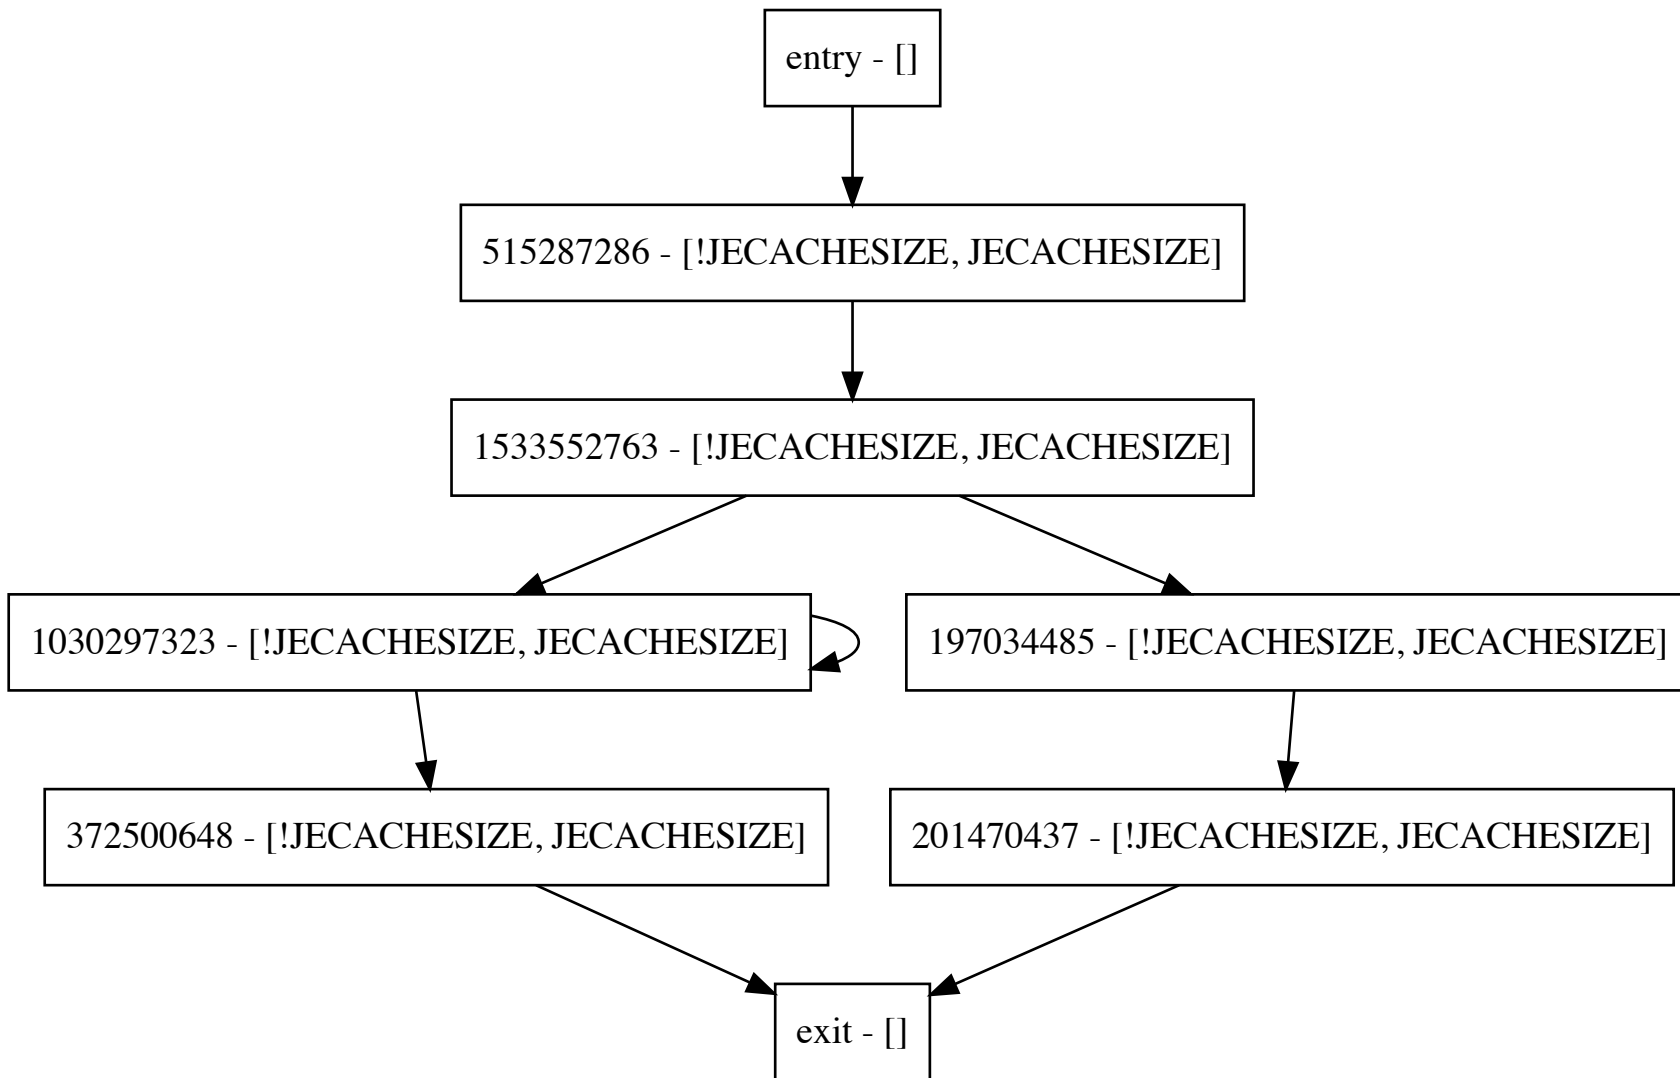 entry - []
515287286 - [!JECACHESIZE, JECACHESIZE]
1533552763 - [!JECACHESIZE, JECACHESIZE]
1030297323 - [!JECACHESIZE, JECACHESIZE]
197034485 - [!JECACHESIZE, JECACHESIZE]
372500648 - [!JECACHESIZE, JECACHESIZE]
201470437 - [!JECACHESIZE, JECACHESIZE]
exit - []